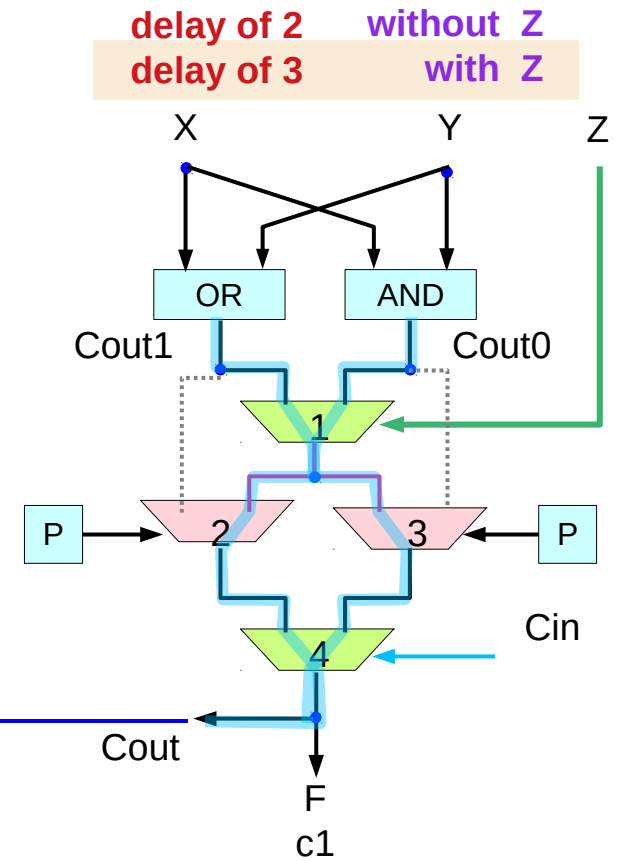 delay of 2 without Z
delay of 3 with Z
X Y Z
OR AND
Cout1 Cout0
1
P 2 3 P
Cin
4
Cout
F
c1